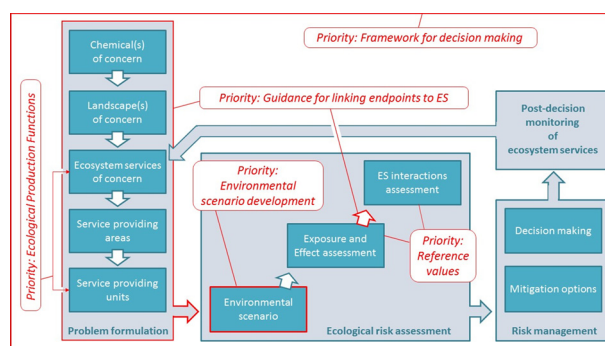 Priority: Framework for decision making
Chemical(s)
of concern
Priority: Guidance for linking endpoints to ES
Landscape(s)
of concern
Post-decision
monitoring
of
ecosystem services
Priority: Ecological Production Functions
Ecosystem services
of concern
Priority:
Environmental
scenario development
ES interactions
assessment
Service providing
areas
Exposure and
Effect assessment
Priority:
Reference
values
Decision making
Service providing
units
Environmental
scenario
Mitigation options
Problem formulation
Ecological risk assessment
Risk management